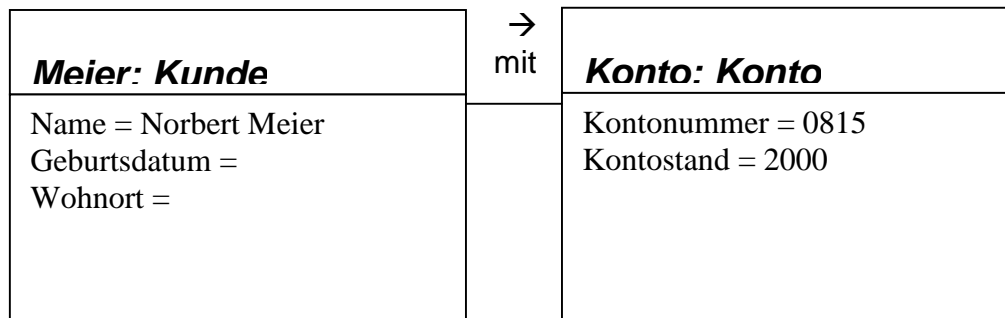 Meier: Kunde
Name = Norbert Meier
Geburtsdatum =
Wohnort =
→
mit
Konto: Konto
Kontonummer = 0815
Kontostand = 2000